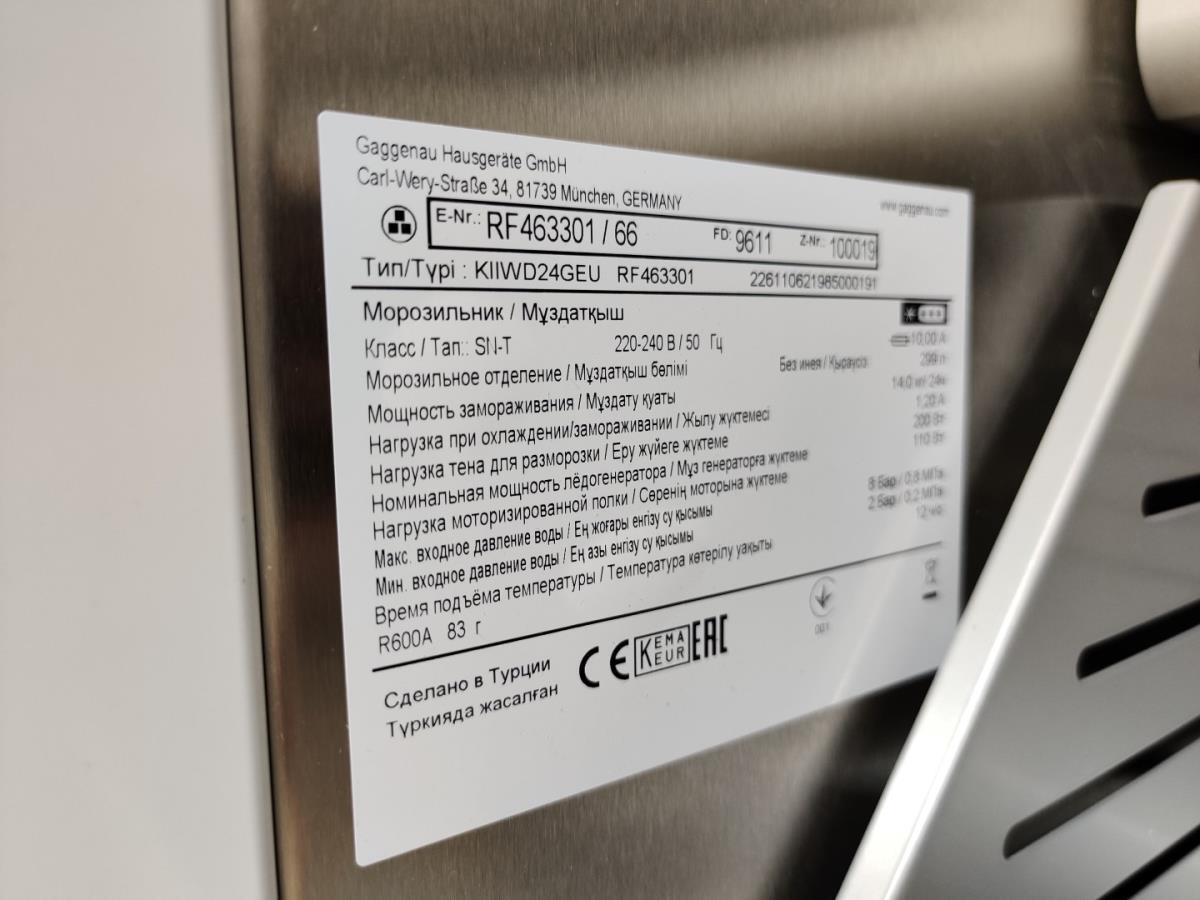 Gaggenau Hausgeräte GmbH
Carl-Wery-Straße 34, 81739 München, GERMANY
www.gaggenau.com
E-Nr.: RF463301 / 66 FD: 9611 Z-Nr.: 100019
Тип/Түрі : KIIWD24GEU RF463301 226110621985000191
Морозильник / Мұздатқыш
Класс / Тап.: SN-T 220-240 В / 50 Гц 10,00 А
Морозильное отделение / Мұздатқыш бөлімі Без инея / Қыраусіз: 299 л
Мощность замораживания / Мұздату қуаты 14,0 кг/24ч
Нагрузка при охлаждении/замораживании / Жылу жүктемесі 1,20 А
Нагрузка тена для разморозки / Еру жүйеге жүктеме 200 Вт
Номинальная мощность лёдогенератора / Мұз генераторға жүктеме 110 Вт
Нагрузка моторизированной полки / Сөренің моторына жүктеме
Макс. входное давление воды / Ең жоғары енгізу су қысымы 8 Бар / 0,8 МПа
Мин. входное давление воды / Ең азы енгізу су қысымы 2 Бар / 0,2 МПа
Время подъёма температуры / Температура көтерілу уақыты 12 час
R600A 83 г
Сделано в Турции
Түркияда жасалған
CE KEMA KEUR EAC
001